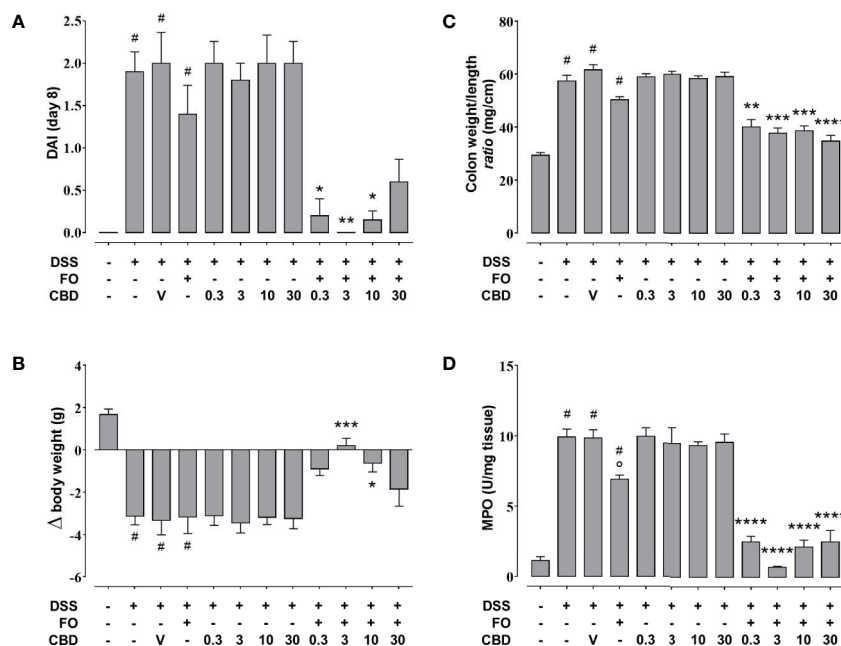 A
DAI (day 8)
2.5
2.0
1.5
1.0
0.5
0.0
# # #
* ** *
DSS - + + + + + + + + + + +
FO - - - + - - - - + + + +
CBD - - V - 0.3 3 10 30 0.3 3 10 30
B
Δ body weight (g)
4
2
0
-2
-4
-6
*** *
# # #
DSS - + + + + + + + + + + +
FO - - - + - - - - + + + +
CBD - - V - 0.3 3 10 30 0.3 3 10 30
C
Colon weight/length
ratio (mg/cm)
80
60
40
20
0
# # #
** *** *** ****
DSS - + + + + + + + + + + +
FO - - - + - - - - + + + +
CBD - - V - 0.3 3 10 30 0.3 3 10 30
D
MPO (U/mg tissue)
15
10
5
0
# # #
°
**** **** **** ****
DSS - + + + + + + + + + + +
FO - - - + - - - - + + + +
CBD - - V - 0.3 3 10 30 0.3 3 10 30